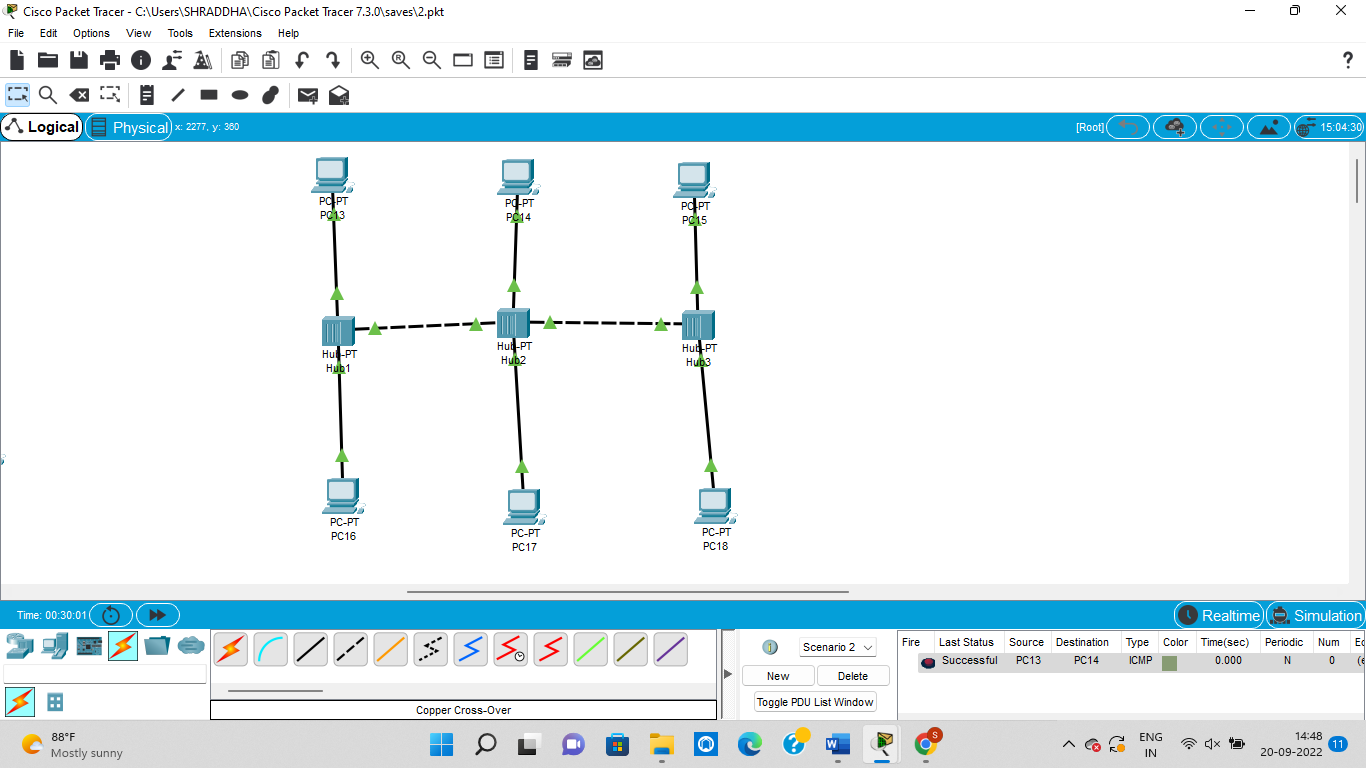 Cisco Packet Tracer - C:\Users\SHRADDHA\Cisco Packet Tracer 7.3.0\saves\2.pkt
File Edit Options View Tools Extensions Help
?
Logical Physical x: 2277, y: 360 [Root] 15:04:30
PC-PT
PC13
PC-PT
PC14
PC-PT
PC15
Hub-PT
Hub1
Hub-PT
Hub2
Hub-PT
Hub3
PC-PT
PC16
PC-PT
PC17
PC-PT
PC18
Time: 00:30:01 Realtime Simulation
Scenario 2
New Delete
Toggle PDU List Window
Fire Last Status Source Destination Type Color Time(sec) Periodic Num
Successful PC13 PC14 ICMP 0.000 N 0
Copper Cross-Over
88°F
Mostly sunny
S
ENG
IN
14:48
20-09-2022
11